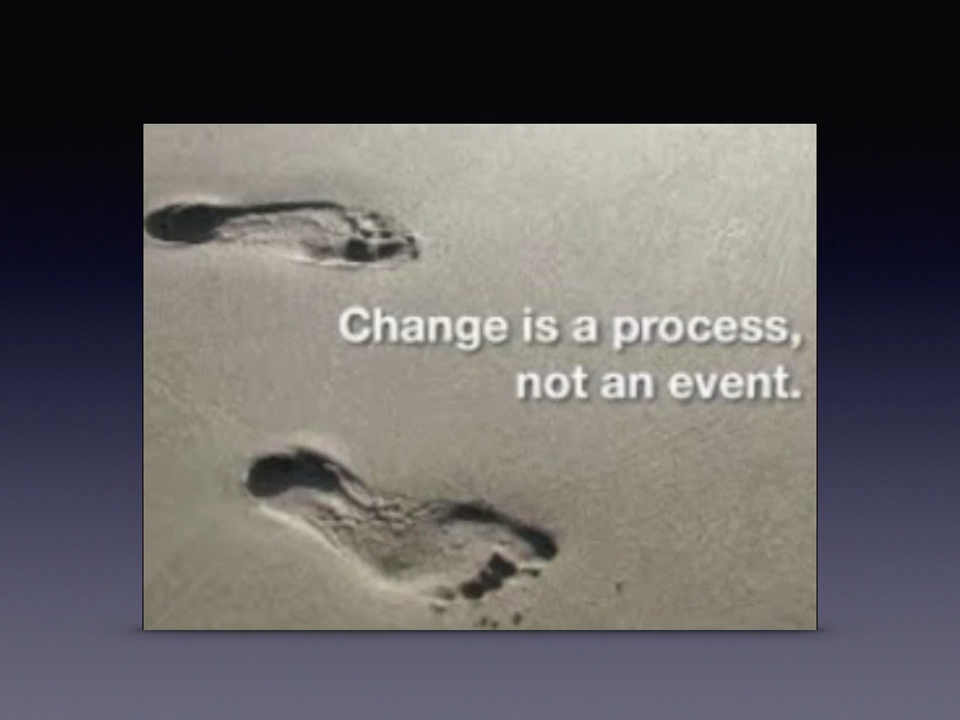 Change is a process,
not an event.